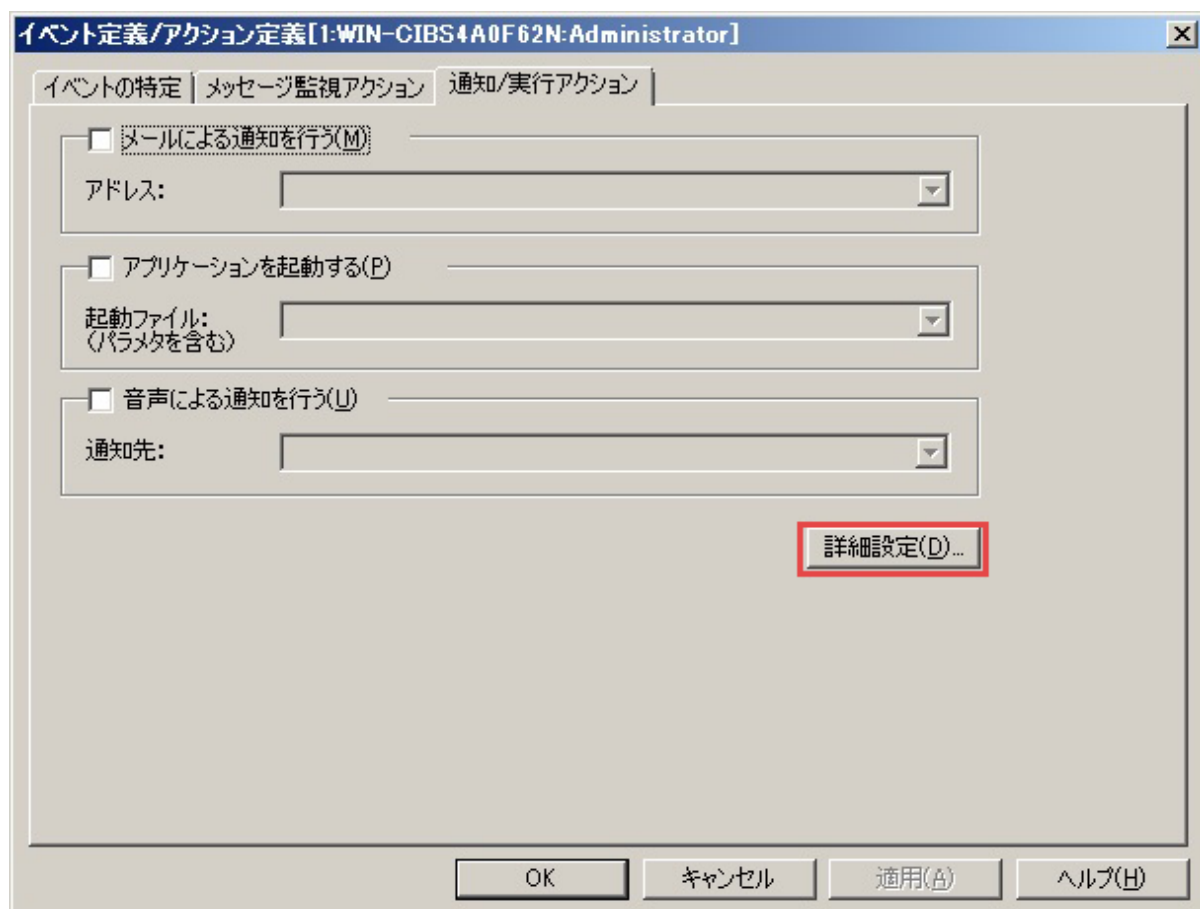 イベント定義/アクション定義[1:WIN-CIBS4A0F62N:Administrator]
イベントの特定 メッセージ監視アクション 通知/実行アクション
メールによる通知を行う(M)
アドレス:
アプリケーションを起動する(P)
起動ファイル:
(パラメタを含む)
音声による通知を行う(U)
通知先:
詳細設定(D)...
OK キャンセル 適用(A) ヘルプ(H)